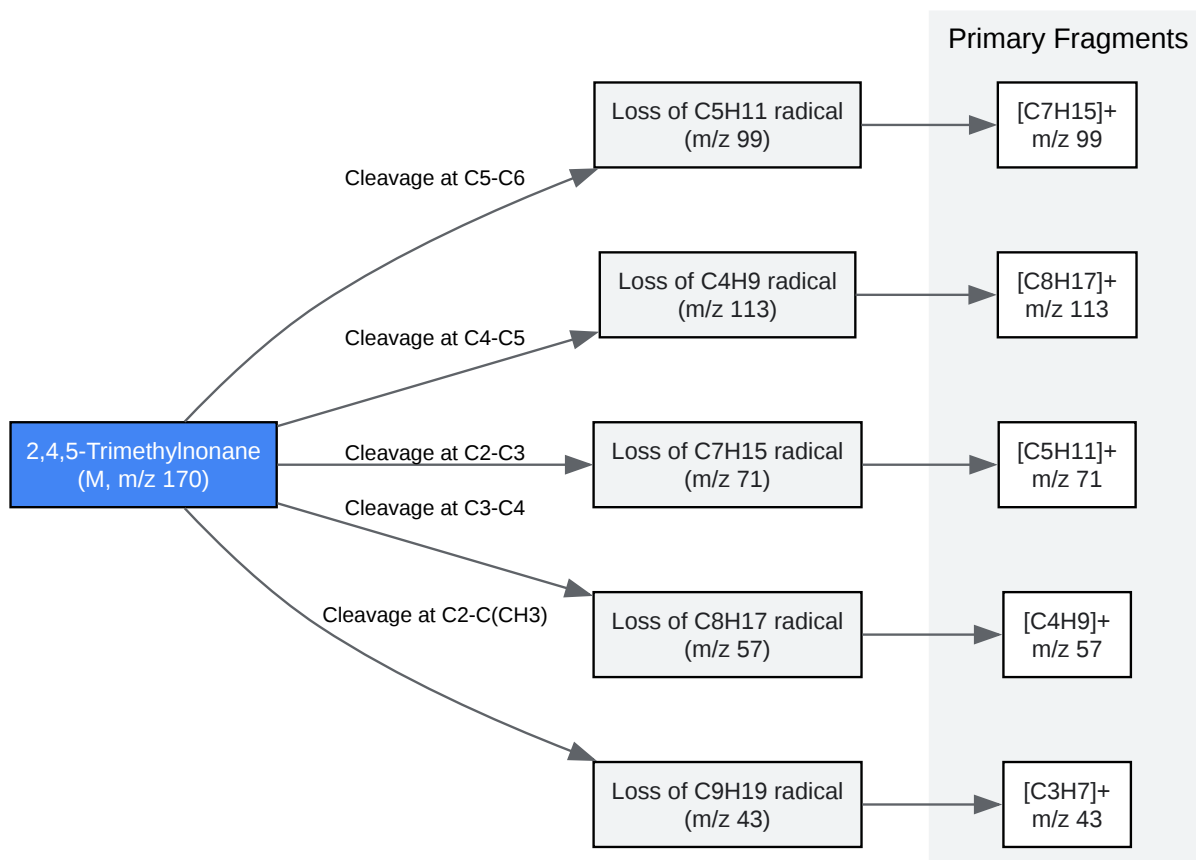 Primary Fragments
Loss of C5H11 radical
(m/z 99)
[C7H15]+
m/z 99
Cleavage at C5-C6
Loss of C4H9 radical
(m/z 113)
[C8H17]+
m/z 113
Cleavage at C4-C5
2,4,5-Trimethylnonane
(M, m/z 170)
Cleavage at C2-C3
Loss of C7H15 radical
(m/z 71)
[C5H11]+
m/z 71
Cleavage at C3-C4
Loss of C8H17 radical
(m/z 57)
[C4H9]+
m/z 57
Cleavage at C2-C(CH3)
Loss of C9H19 radical
(m/z 43)
[C3H7]+
m/z 43